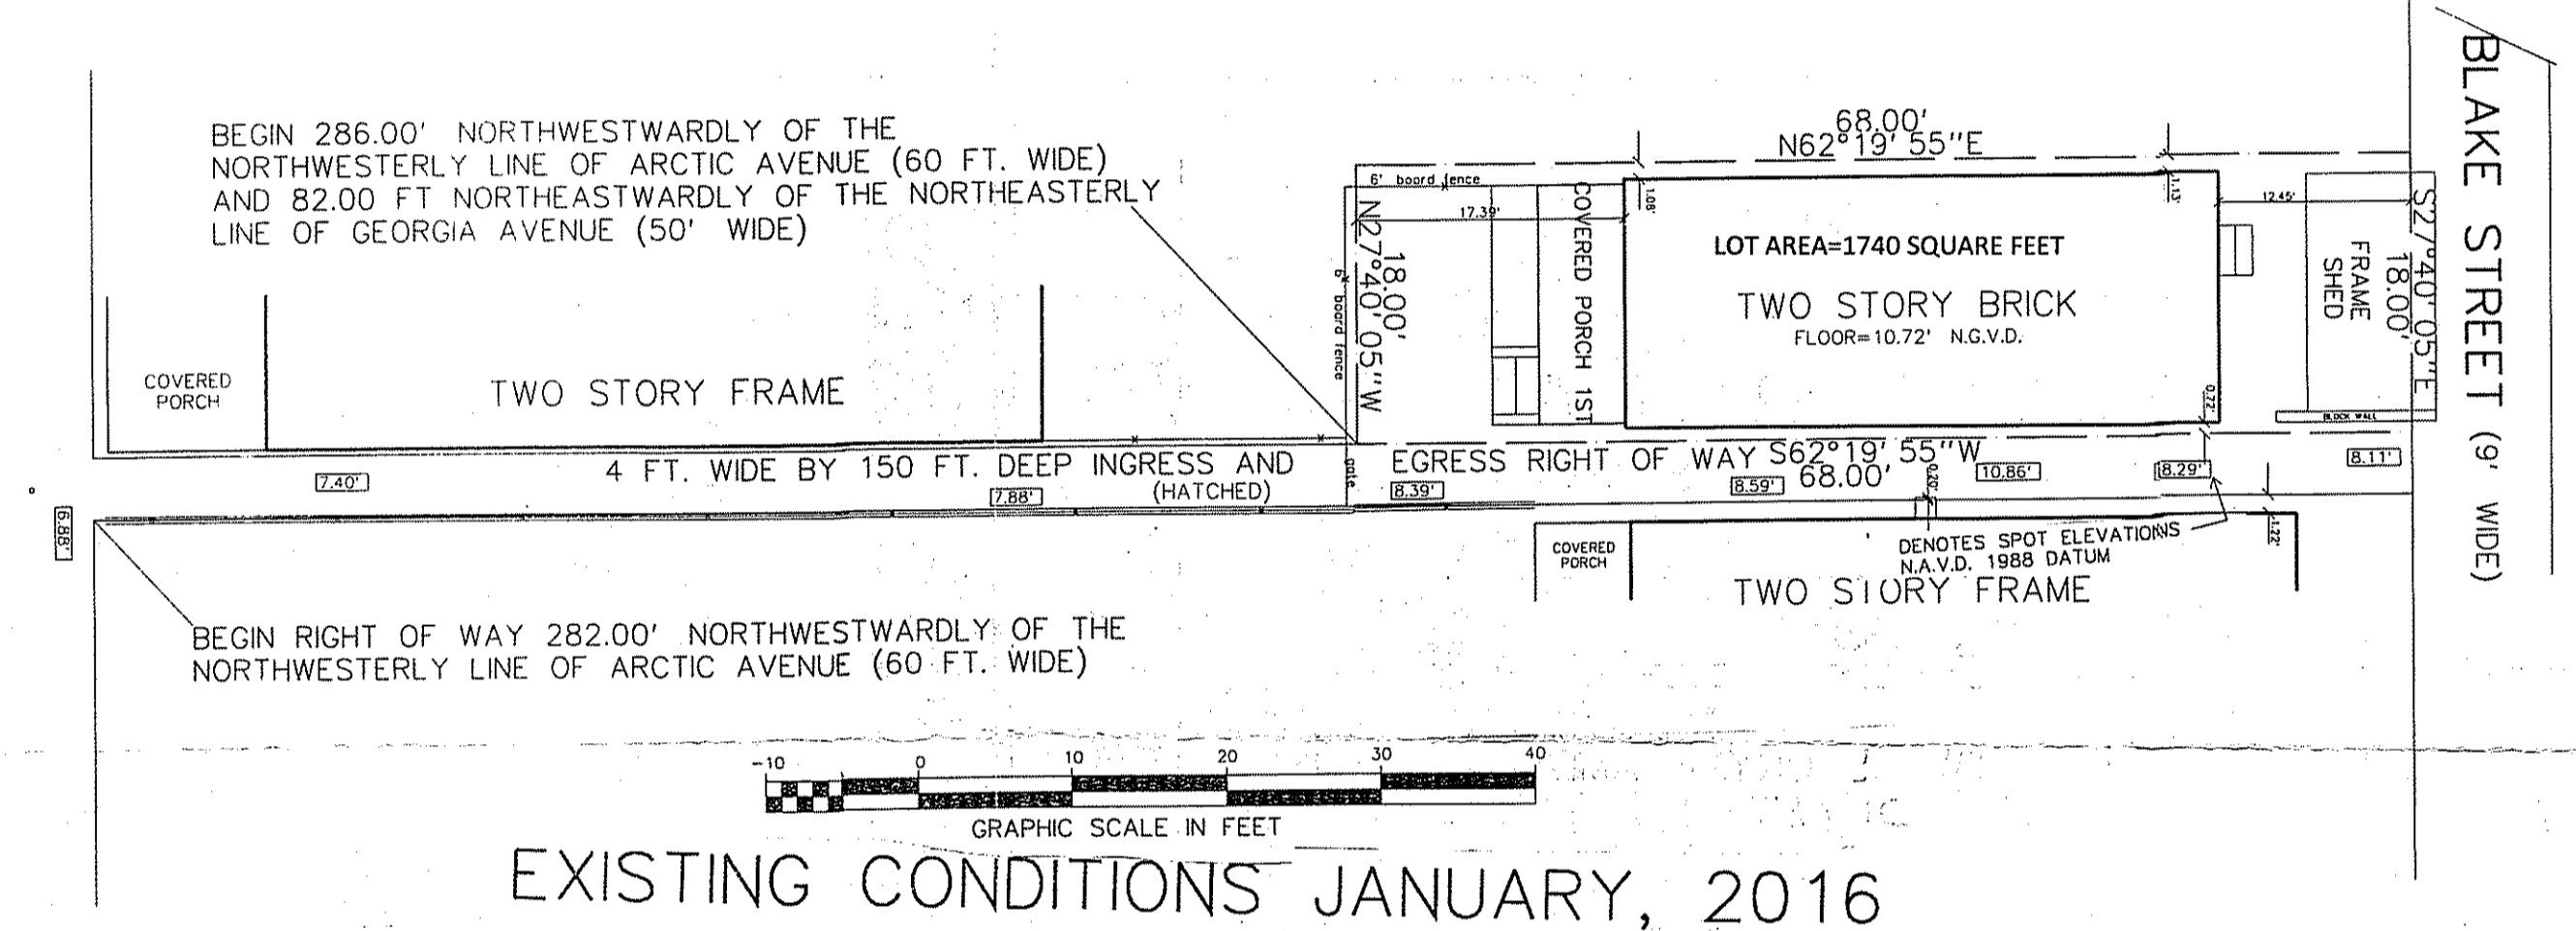 BEGIN 286.00' NORTHWESTWARDLY OF THE
NORTHWESTERLY LINE OF ARCTIC AVENUE (60 FT. WIDE)
AND 82.00 FT NORTHEASTWARDLY OF THE NORTHEASTERLY
LINE OF GEORGIA AVENUE (50' WIDE)
68.00'
N62°19' 55"E
6' board fence
17.39'
1.08'
1.13'
12.45'
BLAKE STREET (9' WIDE)
S27°40' 05"E
18.00'
FRAME
SHED
COVERED PORCH 1ST
LOT AREA=1740 SQUARE FEET
TWO STORY BRICK
FLOOR=10.72' N.G.V.D.
N27°40' 05"W
18.00'
6' board fence
0.72'
BLOCK WALL
COVERED
PORCH
TWO STORY FRAME
4 FT. WIDE BY 150 FT. DEEP INGRESS AND
(HATCHED)
gate
EGRESS RIGHT OF WAY S62°19' 55"W
68.00'
7.40'
7.88'
8.39'
8.59'
0.20'
10.86'
8.29'
8.11'
6.88'
COVERED
PORCH
DENOTES SPOT ELEVATIONS
N.A.V.D. 1988 DATUM
1.22'
TWO STORY FRAME
BEGIN RIGHT OF WAY 282.00' NORTHWESTWARDLY OF THE
NORTHWESTERLY LINE OF ARCTIC AVENUE (60 FT. WIDE)
-10 0 10 20 30 40
GRAPHIC SCALE IN FEET
EXISTING CONDITIONS JANUARY, 2016